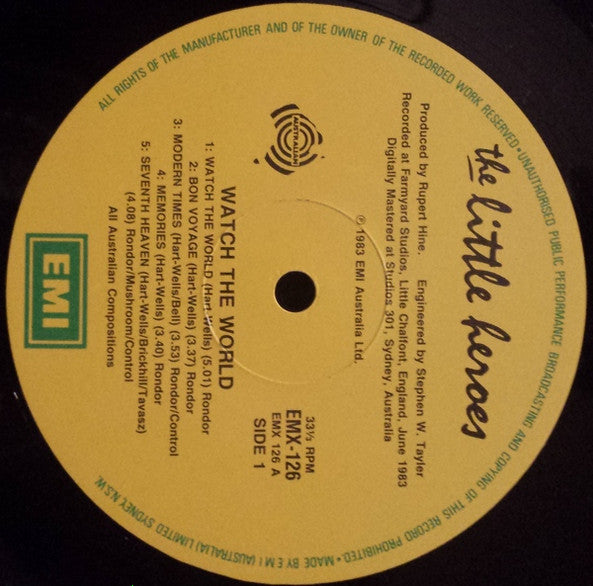 ALL RIGHTS OF THE MANUFACTURER AND OF THE OWNER OF THE RECORDED WORK RESERVED • UNAUTHORISED PUBLIC PERFORMANCE BROADCASTING AND COPYING OF THIS RECORD PROHIBITED • MADE BY E M I (AUSTRALIA) LIMITED SYDNEY N.S.W.
the little heroes
Produced by Rupert Hine. Engineered by Stephen W. Tayler
Recorded at Farmyard Studios, Little Chalfont, England, June 1983
Digitally Mastered at Studios 301, Sydney, Australia
℗ 1983 EMI Australia Ltd.
AUSTRALIAN
33⅓ RPM
EMX-126
EMX 126 A
SIDE 1
WATCH THE WORLD
1: WATCH THE WORLD (Hart-Wells) (5.01) Rondor
2: BON VOYAGE (Hart-Wells) (3.37) Rondor
3: MODERN TIMES (Hart-Wells/Bell) (3.53) Rondor/Control
4: MEMORIES (Hart-Wells) (3.40) Rondor
5: SEVENTH HEAVEN (Hart-Wells/Brickhill/Tavasz)
(4.08) Rondor/Mushroom/Control
All Australian Compositions
EMI